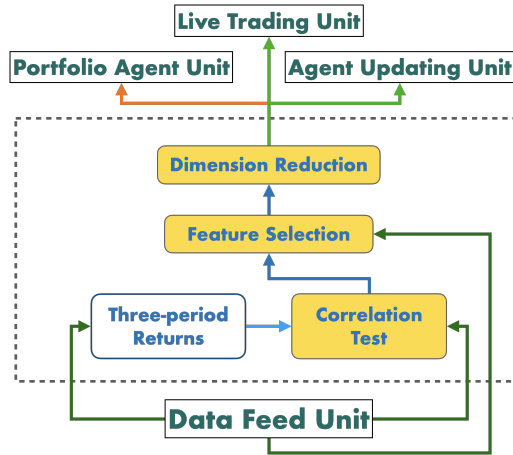 Live Trading Unit
Portfolio Agent Unit
Agent Updating Unit
Dimension Reduction
Feature Selection
Three-period
Returns
Correlation
Test
Data Feed Unit